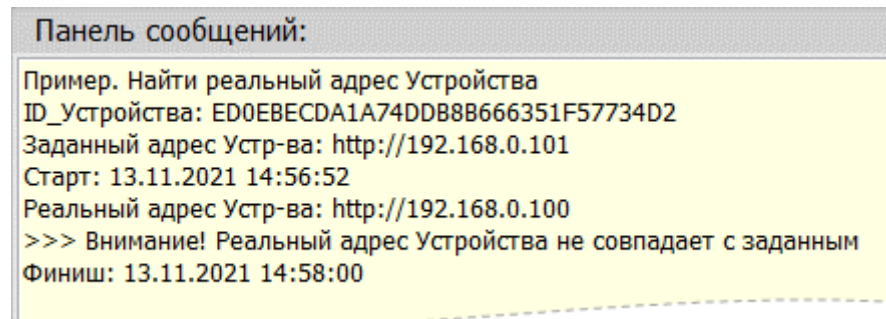 Панель сообщений:
Пример. Найти реальный адрес Устройства
ID_Устройства: ED0EBECDA1A74DDB8B666351F57734D2
Заданный адрес Устр-ва: http://192.168.0.101
Старт: 13.11.2021 14:56:52
Реальный адрес Устр-ва: http://192.168.0.100
>>> Внимание! Реальный адрес Устройства не совпадает с заданным
Финиш: 13.11.2021 14:58:00